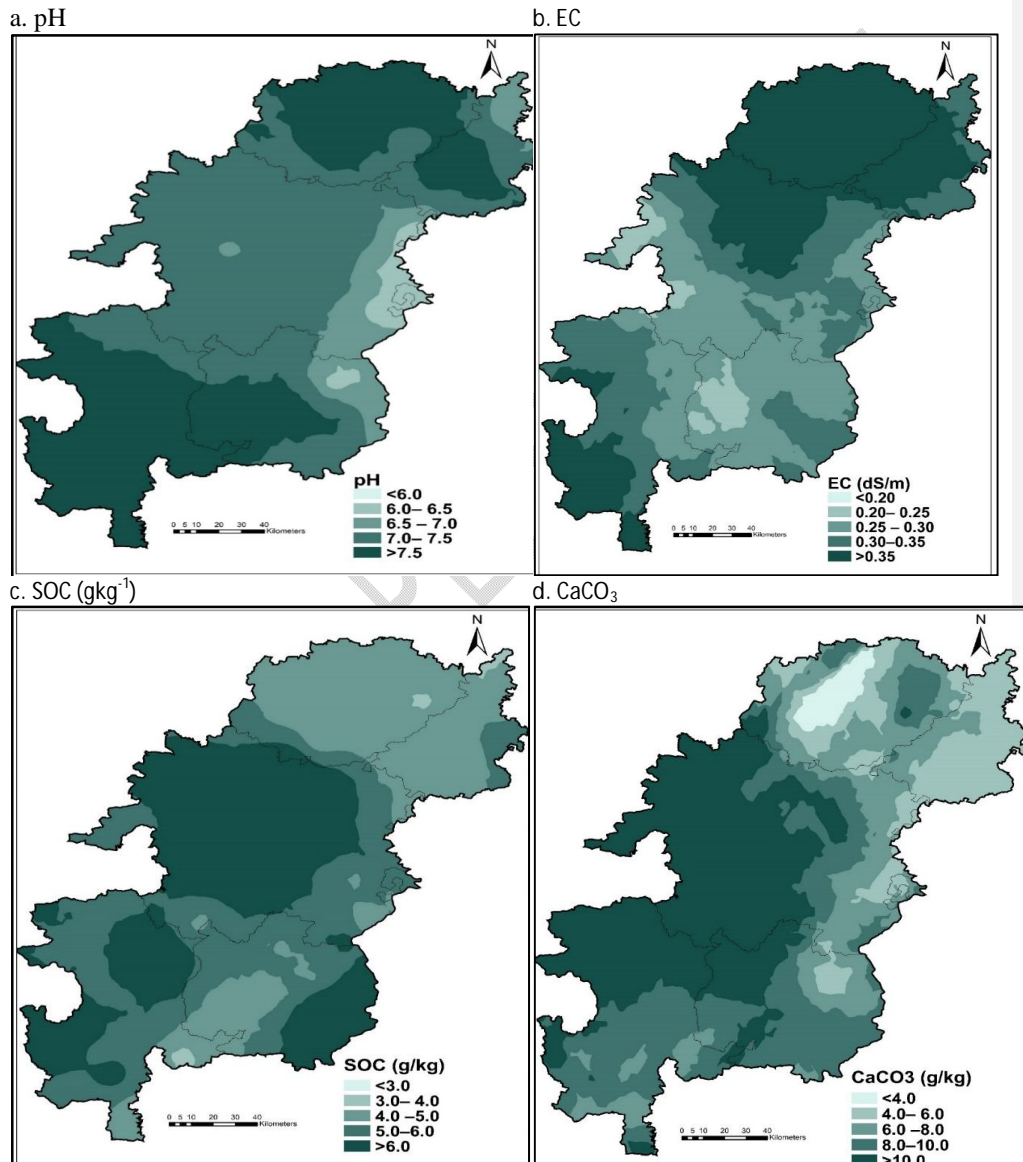 a. pH
b. EC
N
N
pH
<6.0
6.0– 6.5
6.5 – 7.0
7.0– 7.5
>7.5
0 5 10 20 30 40
Kilometers
EC (dS/m)
<0.20
0.20– 0.25
0.25 – 0.30
0.30–0.35
>0.35
0 5 10 20 30 40
Kilometers
c. SOC (gkg-1)
d. CaCO3
N
N
SOC (g/kg)
<3.0
3.0– 4.0
4.0 –5.0
5.0–6.0
>6.0
0 5 10 20 30 40
Kilometers
CaCO3 (g/kg)
<4.0
4.0– 6.0
6.0 –8.0
8.0–10.0
>10.0
0 5 10 20 30 40
Kilometers